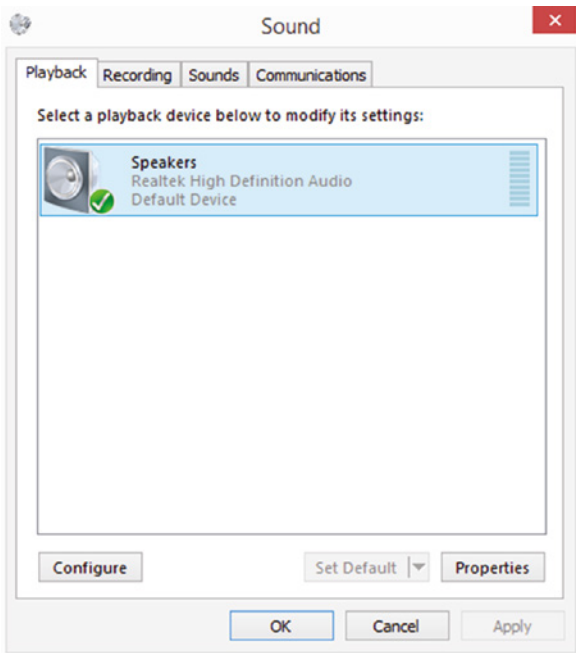 Sound
Playback Recording Sounds Communications
Select a playback device below to modify its settings:
Speakers
Realtek High Definition Audio
Default Device
Configure Set Default Properties
OK Cancel Apply